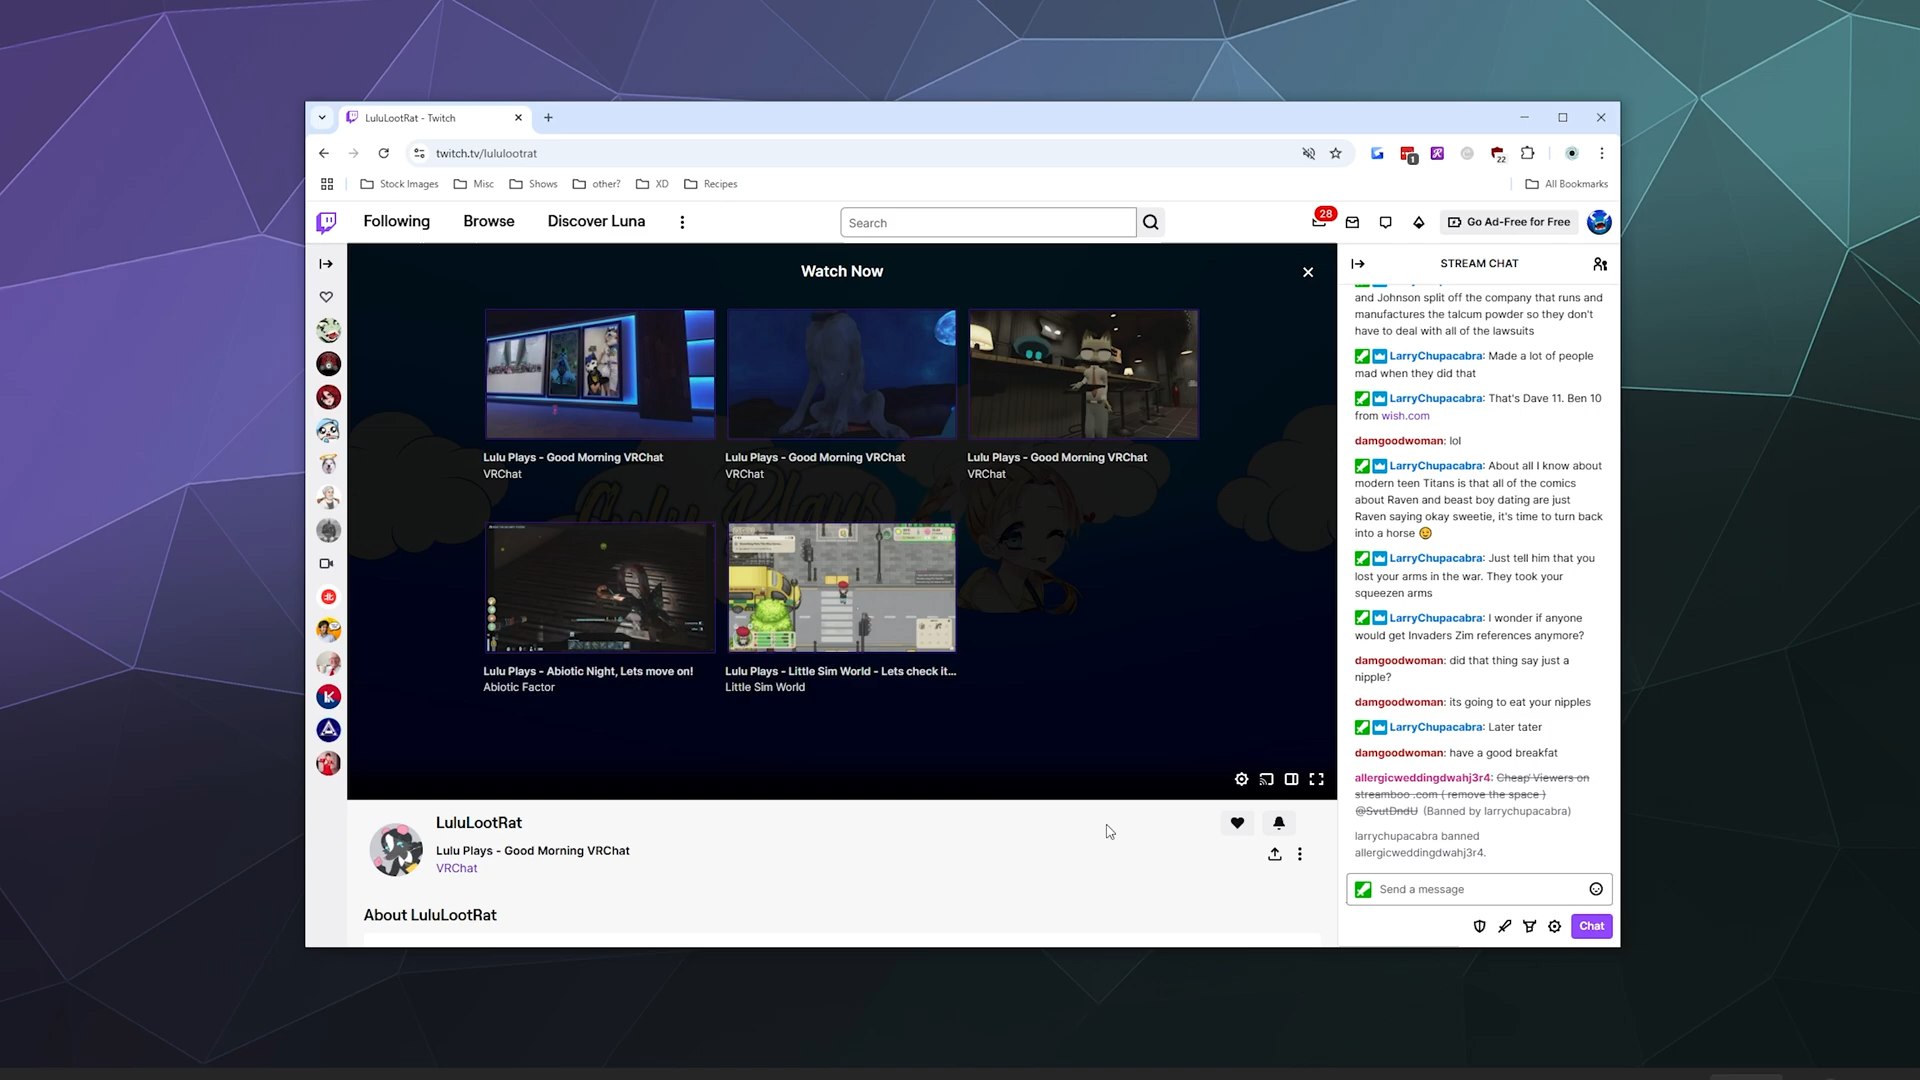 LuluLootRat - Twitch
twitch.tv/lululootrat
1
22
Stock Images
Misc
Shows
other?
XD
Recipes
All Bookmarks
Following
Browse
Discover Luna
Search
28
Go Ad-Free for Free
Watch Now
Lulu Plays - Good Morning VRChat
VRChat
Lulu Plays - Good Morning VRChat
VRChat
Lulu Plays - Good Morning VRChat
VRChat
Lulu Plays
Lulu Plays - Abiotic Night, Lets move on!
Abiotic Factor
Lulu Plays - Little Sim World - Lets check it...
Little Sim World
LuluLootRat
Lulu Plays - Good Morning VRChat
VRChat
About LuluLootRat
STREAM CHAT
and Johnson split off the company that runs and
manufactures the talcum powder so they don't
have to deal with all of the lawsuits
LarryChupacabra: Made a lot of people
mad when they did that
LarryChupacabra: That's Dave 11. Ben 10
from wish.com
damgoodwoman: lol
LarryChupacabra: About all I know about
modern teen Titans is that all of the comics
about Raven and beast boy dating are just
Raven saying okay sweetie, it's time to turn back
into a horse 😉
LarryChupacabra: Just tell him that you
lost your arms in the war. They took your
squeezen arms
LarryChupacabra: I wonder if anyone
would get Invaders Zim references anymore?
damgoodwoman: did that thing say just a
nipple?
damgoodwoman: its going to eat your nipples
LarryChupacabra: Later tater
damgoodwoman: have a good breakfat
allergicweddingdwahj3r4: Cheap Viewers on
streamboo .com ( remove the space )
@SvutDndU (Banned by larrychupacabra)
larrychupacabra banned
allergicweddingdwahj3r4.
Send a message
Chat